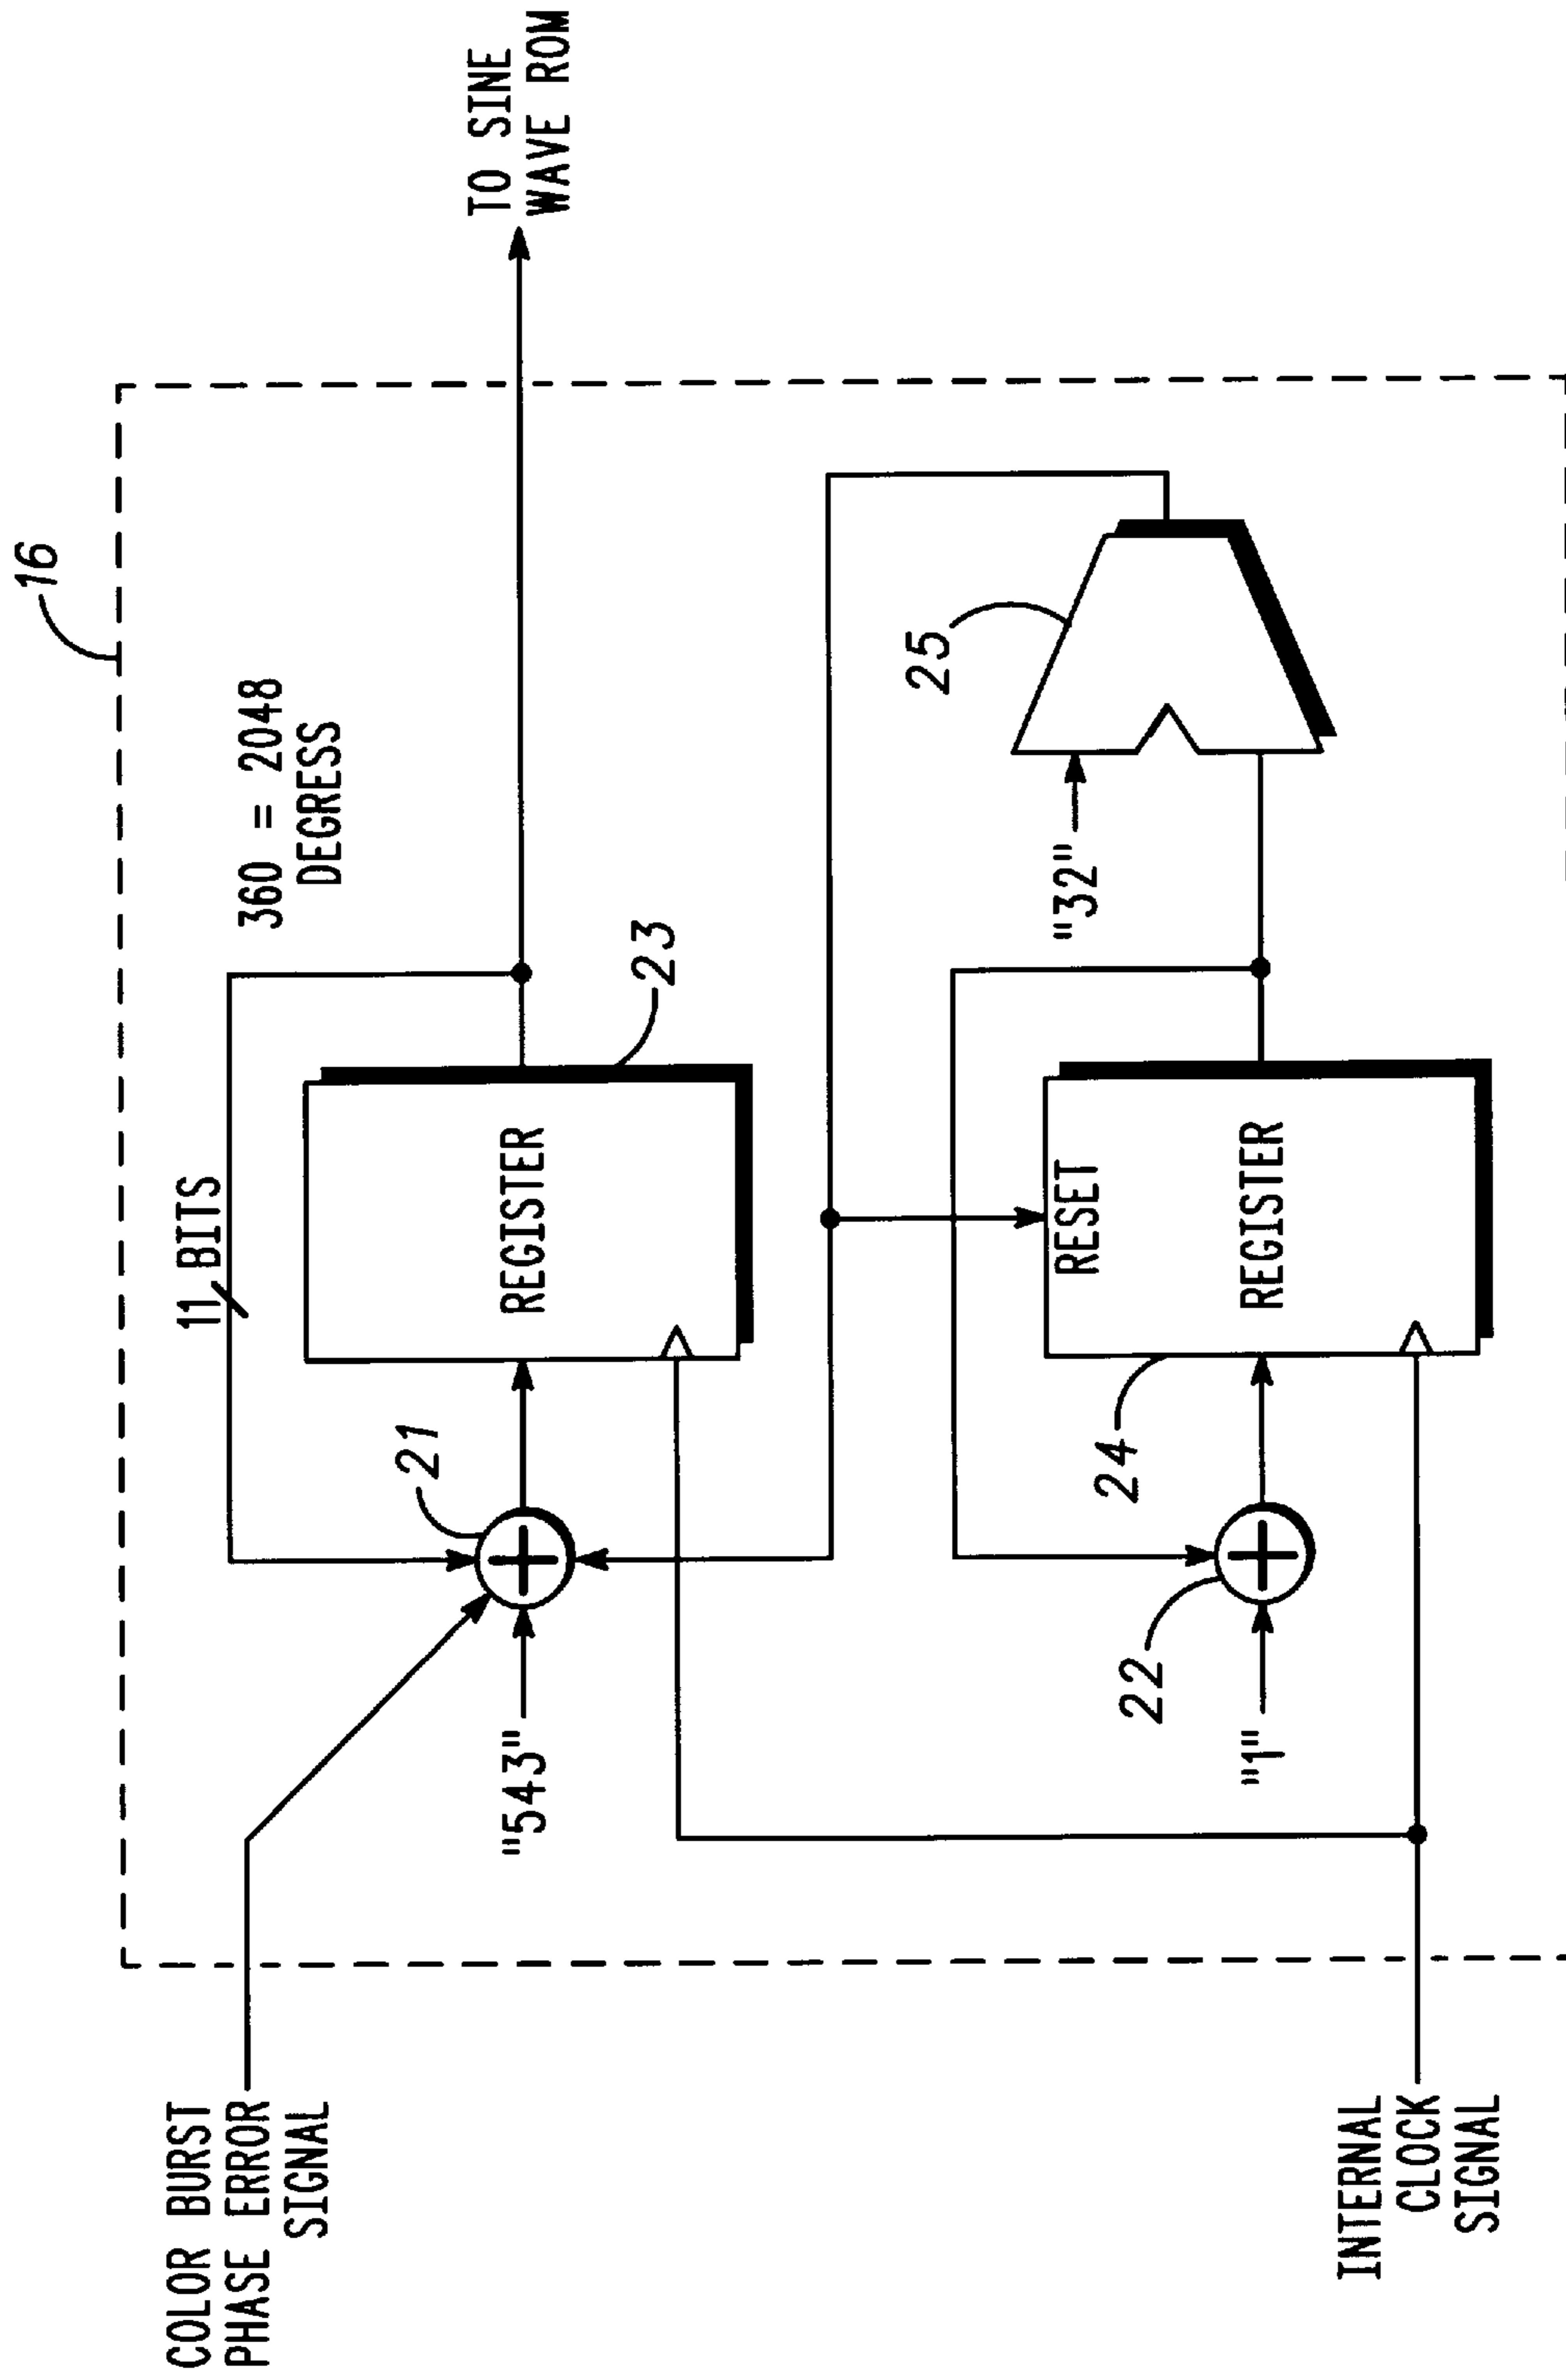 16
TO SINE
WAVE ROM
360 = 2048
DEGRESS
11 BITS
21
REGISTER
23
COLOR BURST
PHASE ERROR
SIGNAL
"543"
25
"32"
RESET
REGISTER
24
22
"1"
INTERNAL
CLOCK
SIGNAL